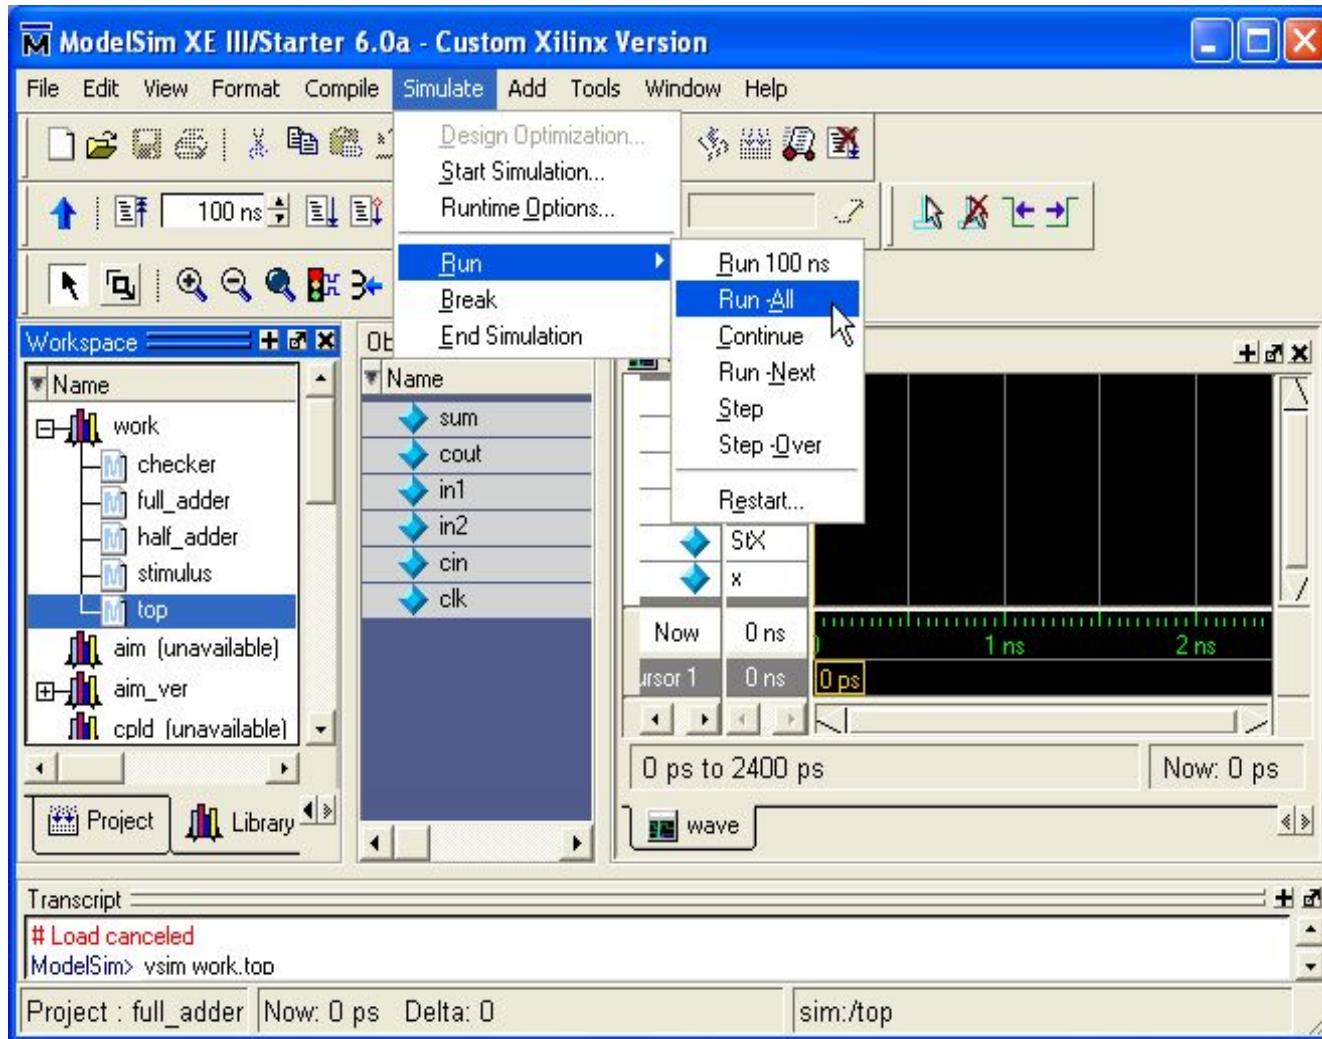 ModelSim XE III/Starter 6.0a - Custom Xilinx Version
File Edit View Format Compile Simulate Add Tools Window Help
Design Optimization...
Start Simulation...
100 ns
Runtime Options...
Run
Run 100 ns
Break
Run -All
End Simulation
Continue
Run -Next
Step
Step -Over
Restart...
Workspace
Name
work
checker
full_adder
half_adder
stimulus
top
aim (unavailable)
aim_ver
cpld (unavailable)
Project Library
Ob
Name
sum
cout
in1
in2
cin
clk
StX
x
Now 0 ns
1 ns 2 ns
ursor 1 0 ns 0 ps
0 ps to 2400 ps Now: 0 ps
wave
Transcript
# Load canceled
ModelSim> vsim work.top
Project : full_adder Now: 0 ps Delta: 0 sim:/top